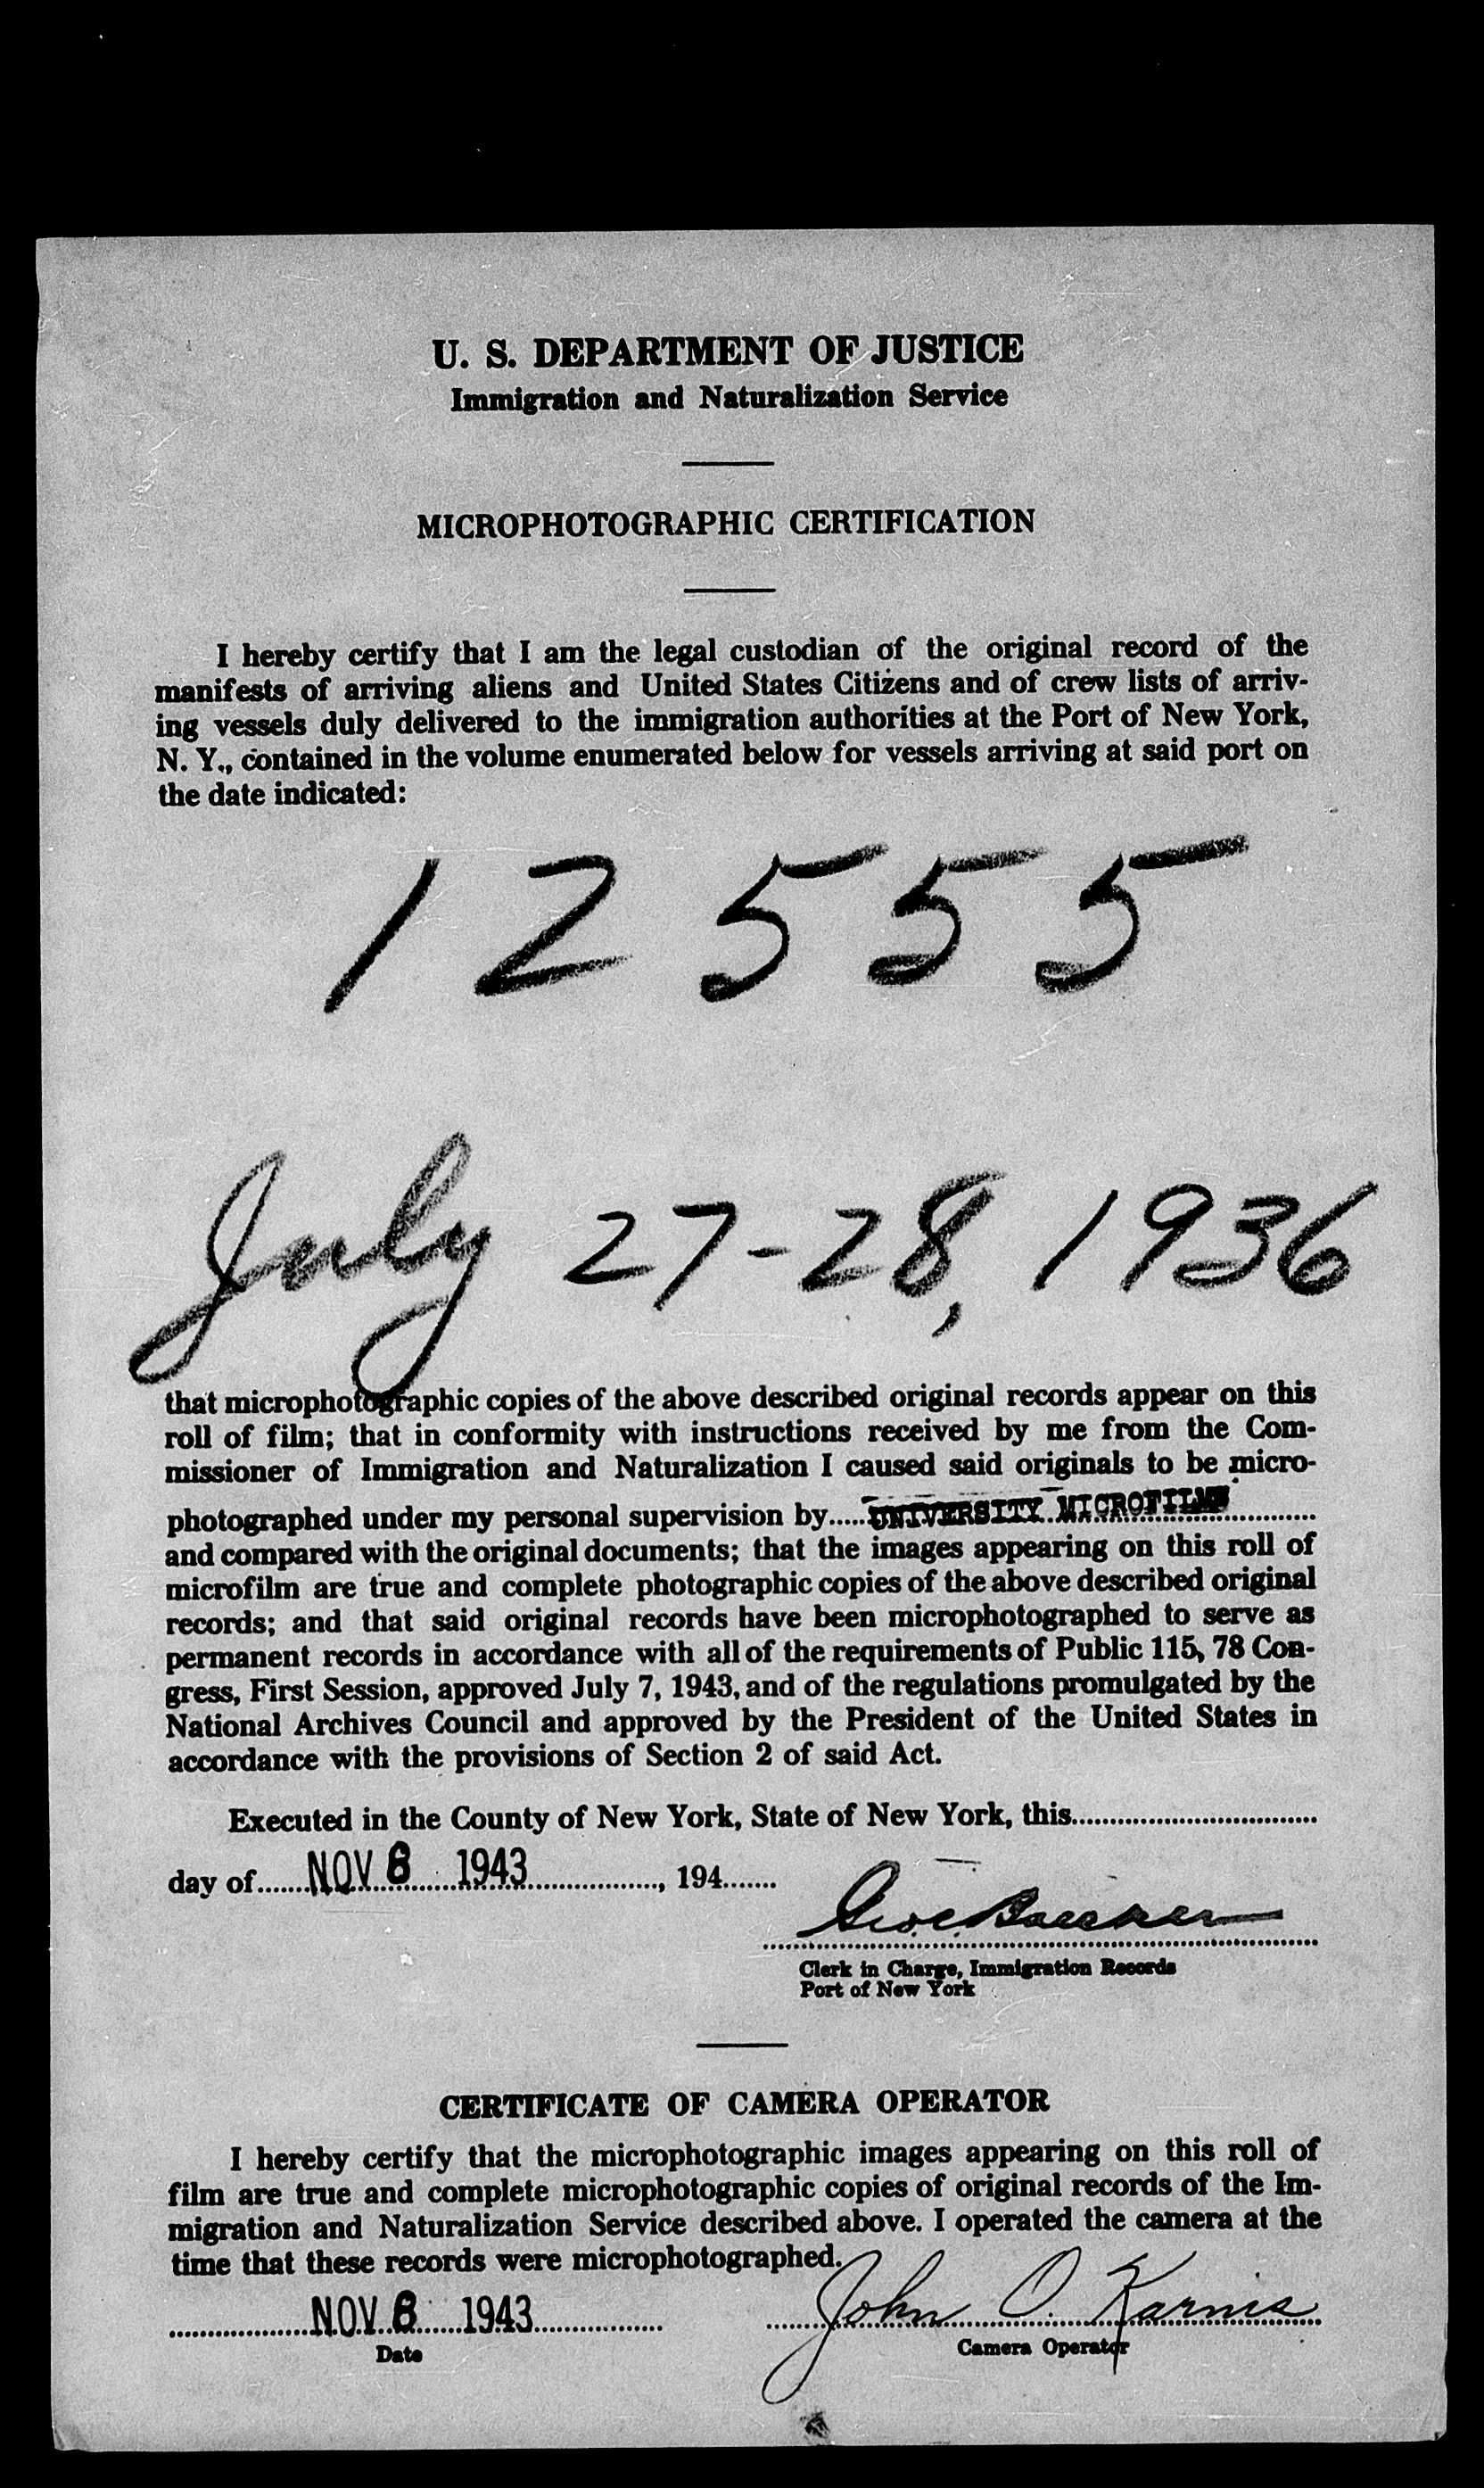 U. S. DEPARTMENT OF JUSTICE
Immigration and Naturalization Service
MICROPHOTOGRAPHIC CERTIFICATION
I hereby certify that I am the legal custodian of the original record of the
manifests of arriving aliens and United States Citizens and of crew lists of arriv-
ing vessels duly delivered to the immigration authorities at the Port of New York,
N. Y., contained in the volume enumerated below for vessels arriving at said port on
the date indicated:
12555
July 27-28, 1936
that microphotographic copies of the above described original records appear on this
roll of film; that in conformity with instructions received by me from the Com-
missioner of Immigration and Naturalization I caused said originals to be micro-
photographed under my personal supervision by.....UNIVERSITY MICROFILMS
and compared with the original documents; that the images appearing on this roll of
microfilm are true and complete photographic copies of the above described original
records; and that said original records have been microphotographed to serve as
permanent records in accordance with all of the requirements of Public 115, 78 Con-
gress, First Session, approved July 7, 1943, and of the regulations promulgated by the
National Archives Council and approved by the President of the United States in
accordance with the provisions of Section 2 of said Act.
Executed in the County of New York, State of New York, this
day of NOV 8 1943, 194
Clerk in Charge, Immigration Records
Port of New York
CERTIFICATE OF CAMERA OPERATOR
I hereby certify that the microphotographic images appearing on this roll of
film are true and complete microphotographic copies of original records of the Im-
migration and Naturalization Service described above. I operated the camera at the
time that these records were microphotographed.
NOV 8 1943 John O. Karnis
Date Camera Operator